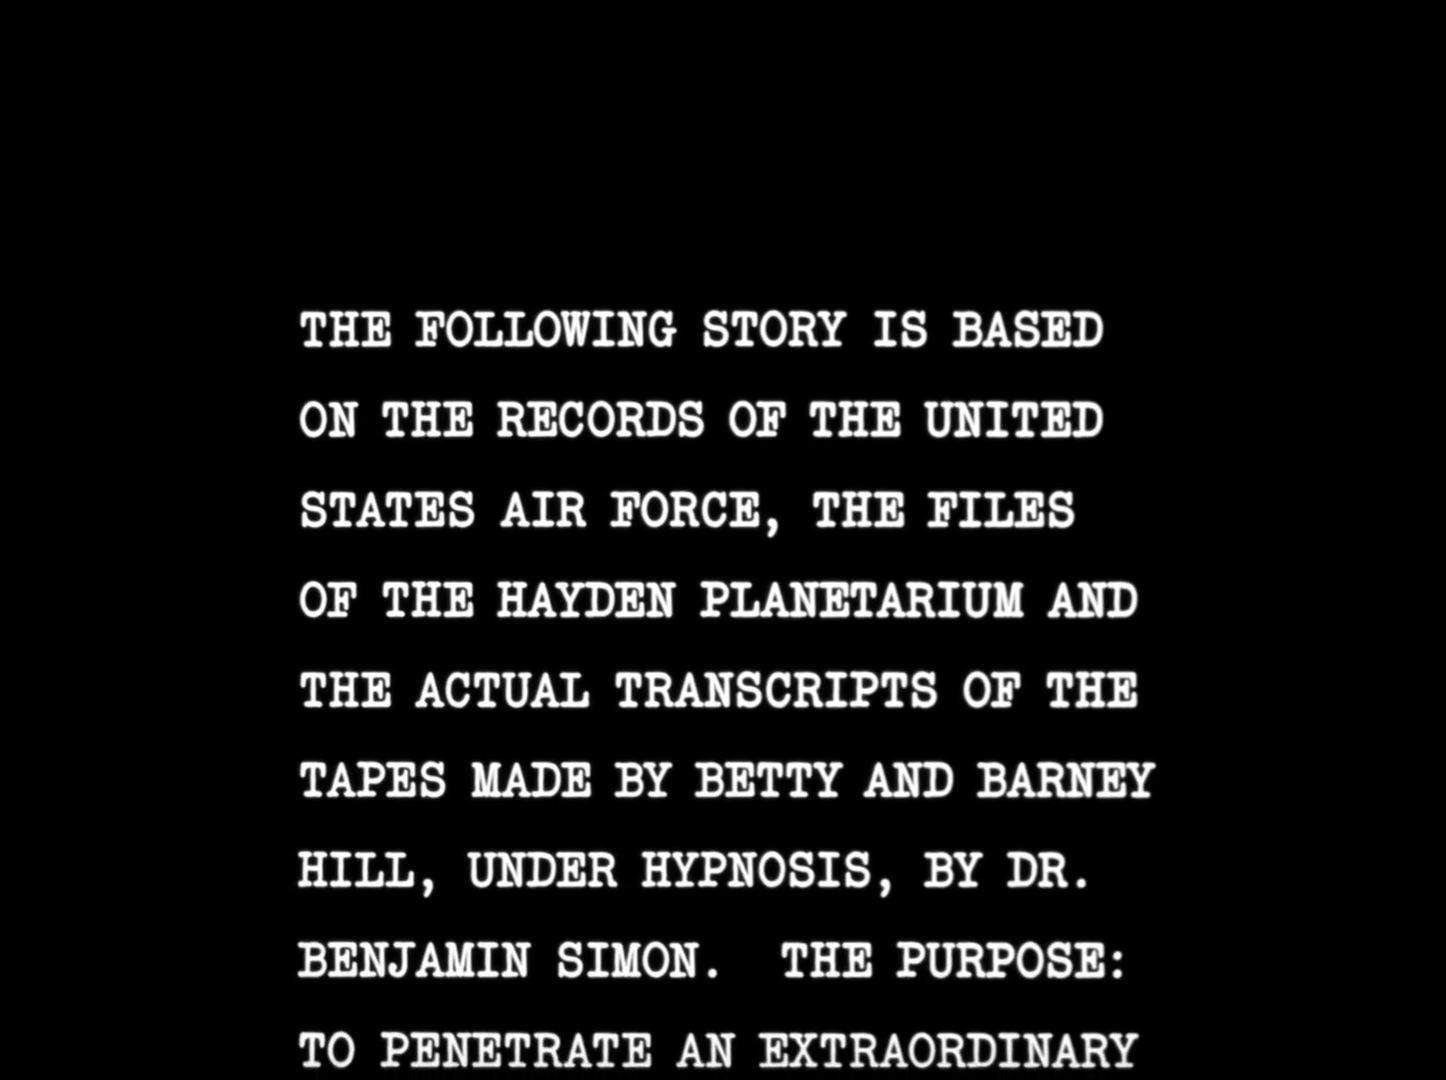 THE FOLLOWING STORY IS BASED
ON THE RECORDS OF THE UNITED
STATES AIR FORCE, THE FILES
OF THE HAYDEN PLANETARIUM AND
THE ACTUAL TRANSCRIPTS OF THE
TAPES MADE BY BETTY AND BARNEY
HILL, UNDER HYPNOSIS, BY DR.
BENJAMIN SIMON.  THE PURPOSE:
TO PENETRATE AN EXTRAORDINARY